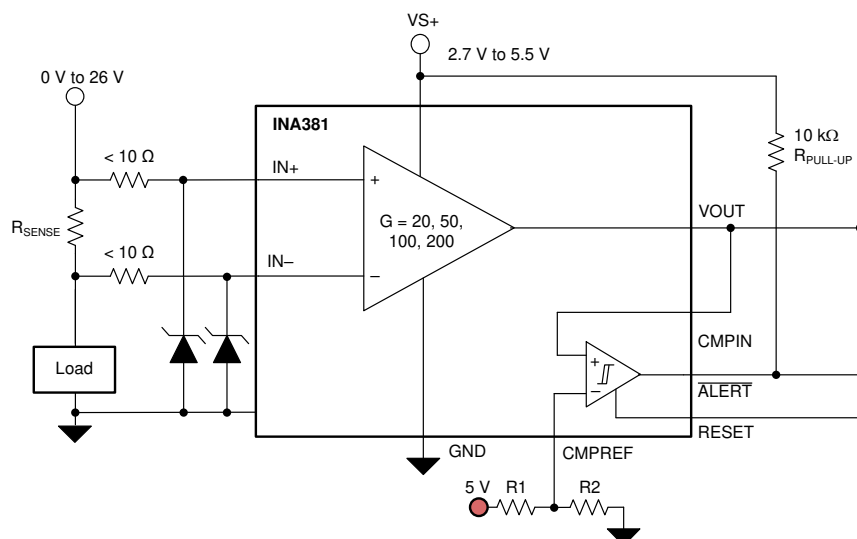 VS+
2.7 V to 5.5 V
0 V to 26 V
INA381
< 10 Ω
IN+
+
10 kΩ
RPULL-UP
RSENSE
G = 20, 50,
100, 200
VOUT
< 10 Ω
IN–
–
CMPIN
+
Load
–
ALERT
RESET
GND
CMPREF
5 V
R1
R2